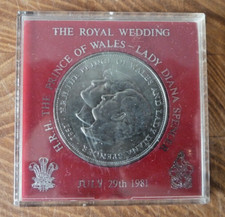 THE ROYAL WEDDING
H.R.H. THE PRINCE OF WALES - LADY DIANA SPENCER
JULY 29th 1981